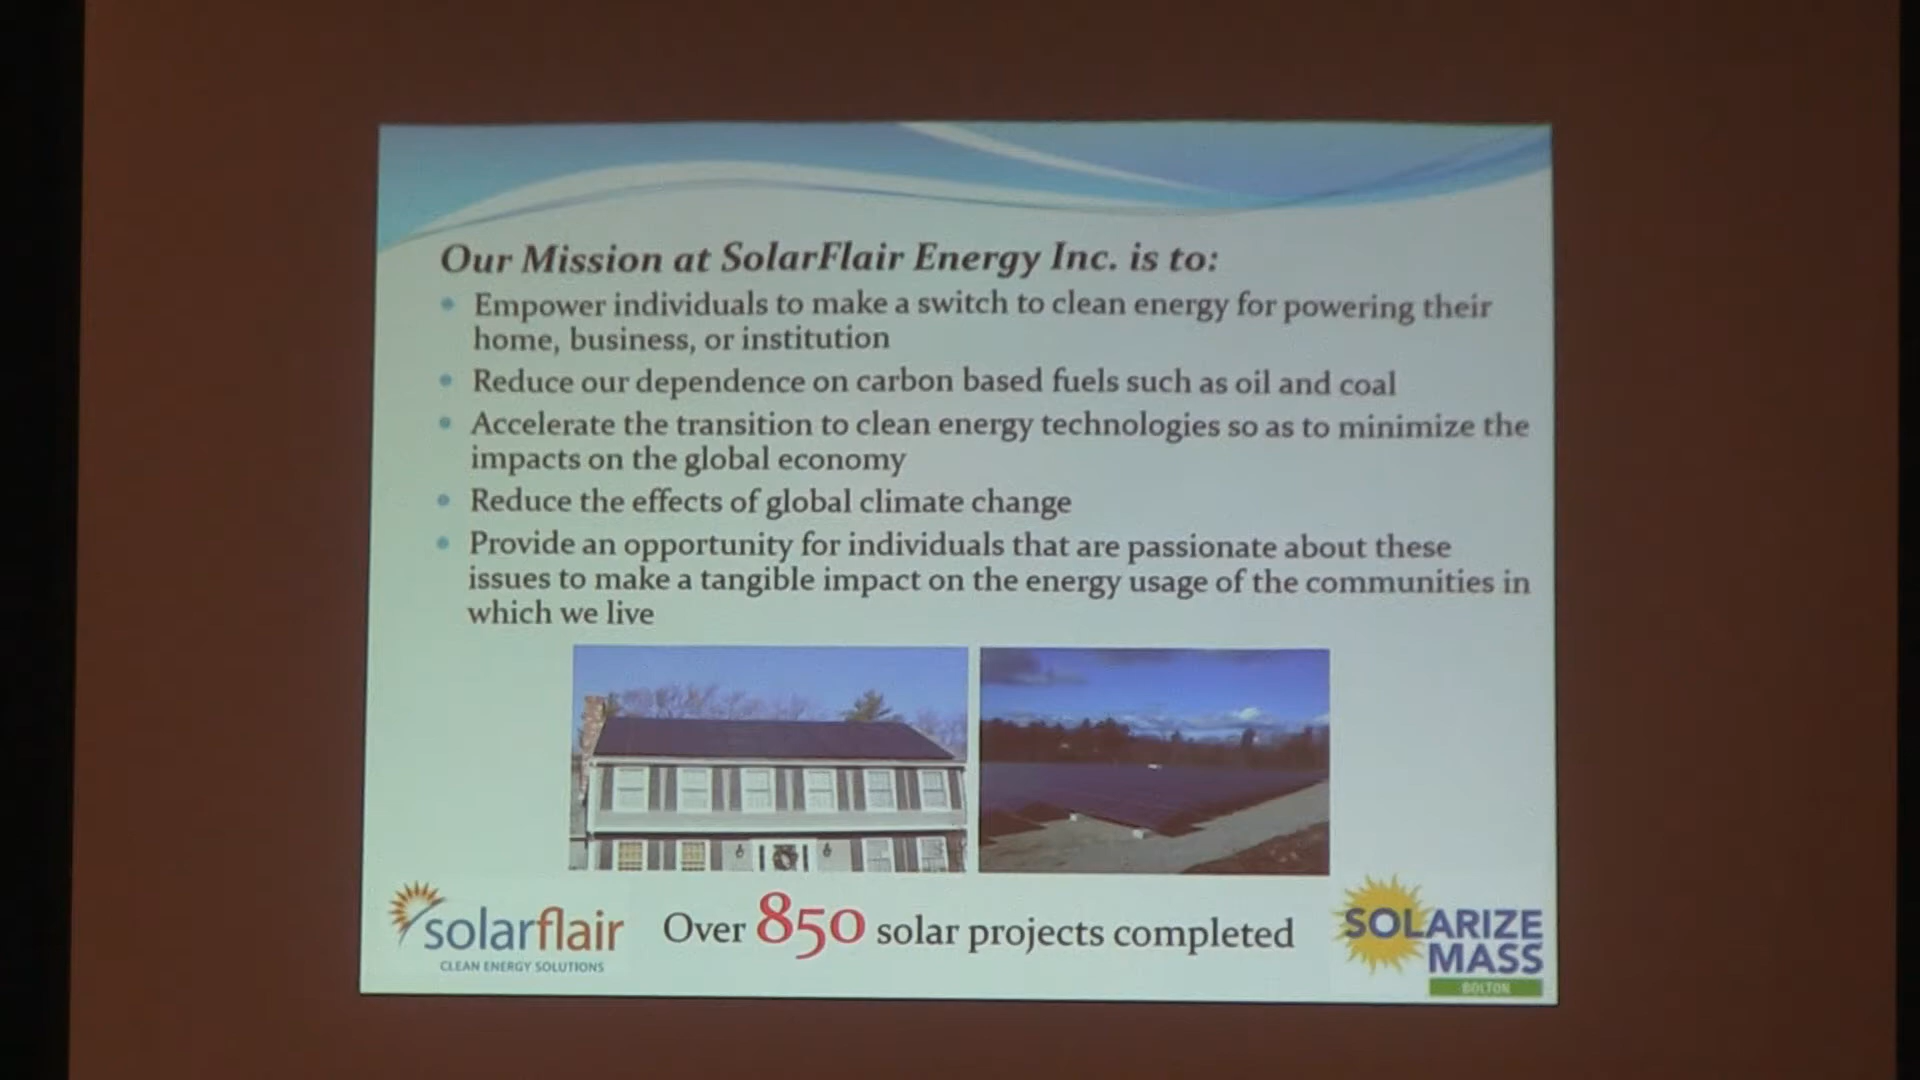 Our Mission at SolarFlair Energy Inc. is to:
Empower individuals to make a switch to clean energy for powering their
home, business, or institution
Reduce our dependence on carbon based fuels such as oil and coal
Accelerate the transition to clean energy technologies so as to minimize the
impacts on the global economy
Reduce the effects of global climate change
Provide an opportunity for individuals that are passionate about these
issues to make a tangible impact on the energy usage of the communities in
which we live
solarflair
CLEAN ENERGY SOLUTIONS
Over 850 solar projects completed
SOLARIZE
MASS
BOLTON